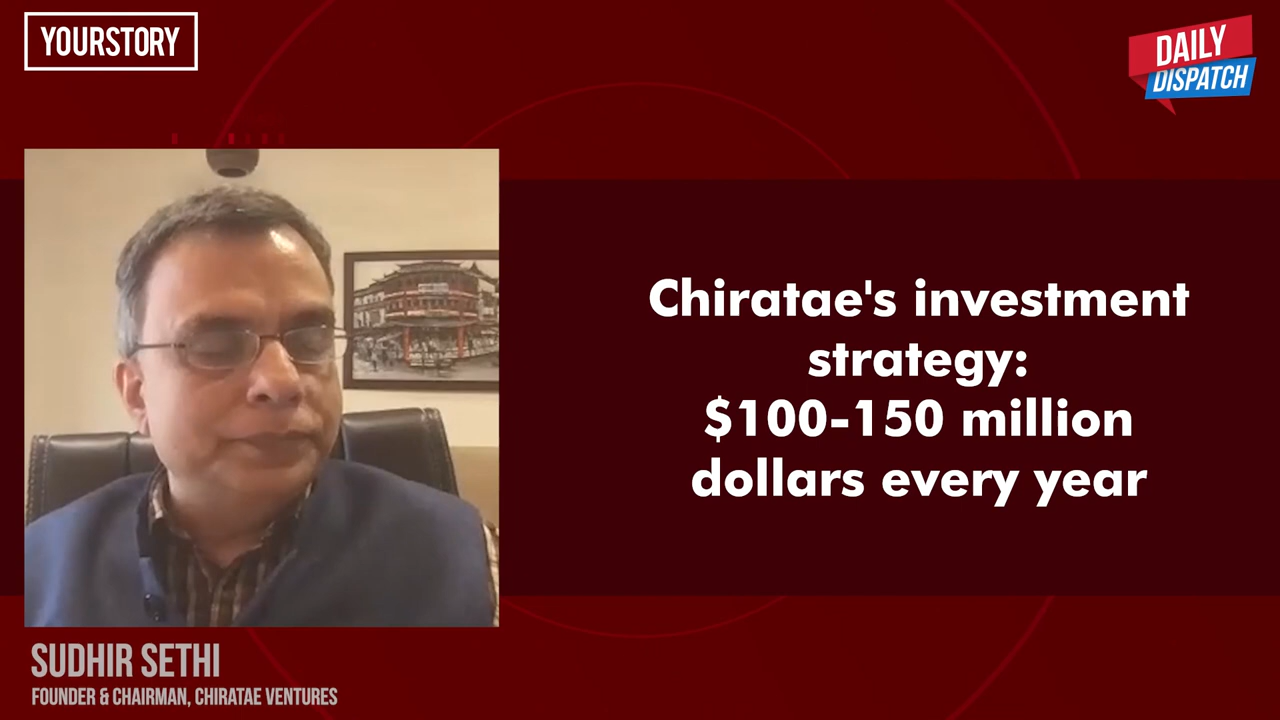 YOURSTORY
DAILY
DISPATCH
Chiratae's investment
strategy:
$100-150 million
dollars every year
SUDHIR SETHI
FOUNDER & CHAIRMAN, CHIRATAE VENTURES